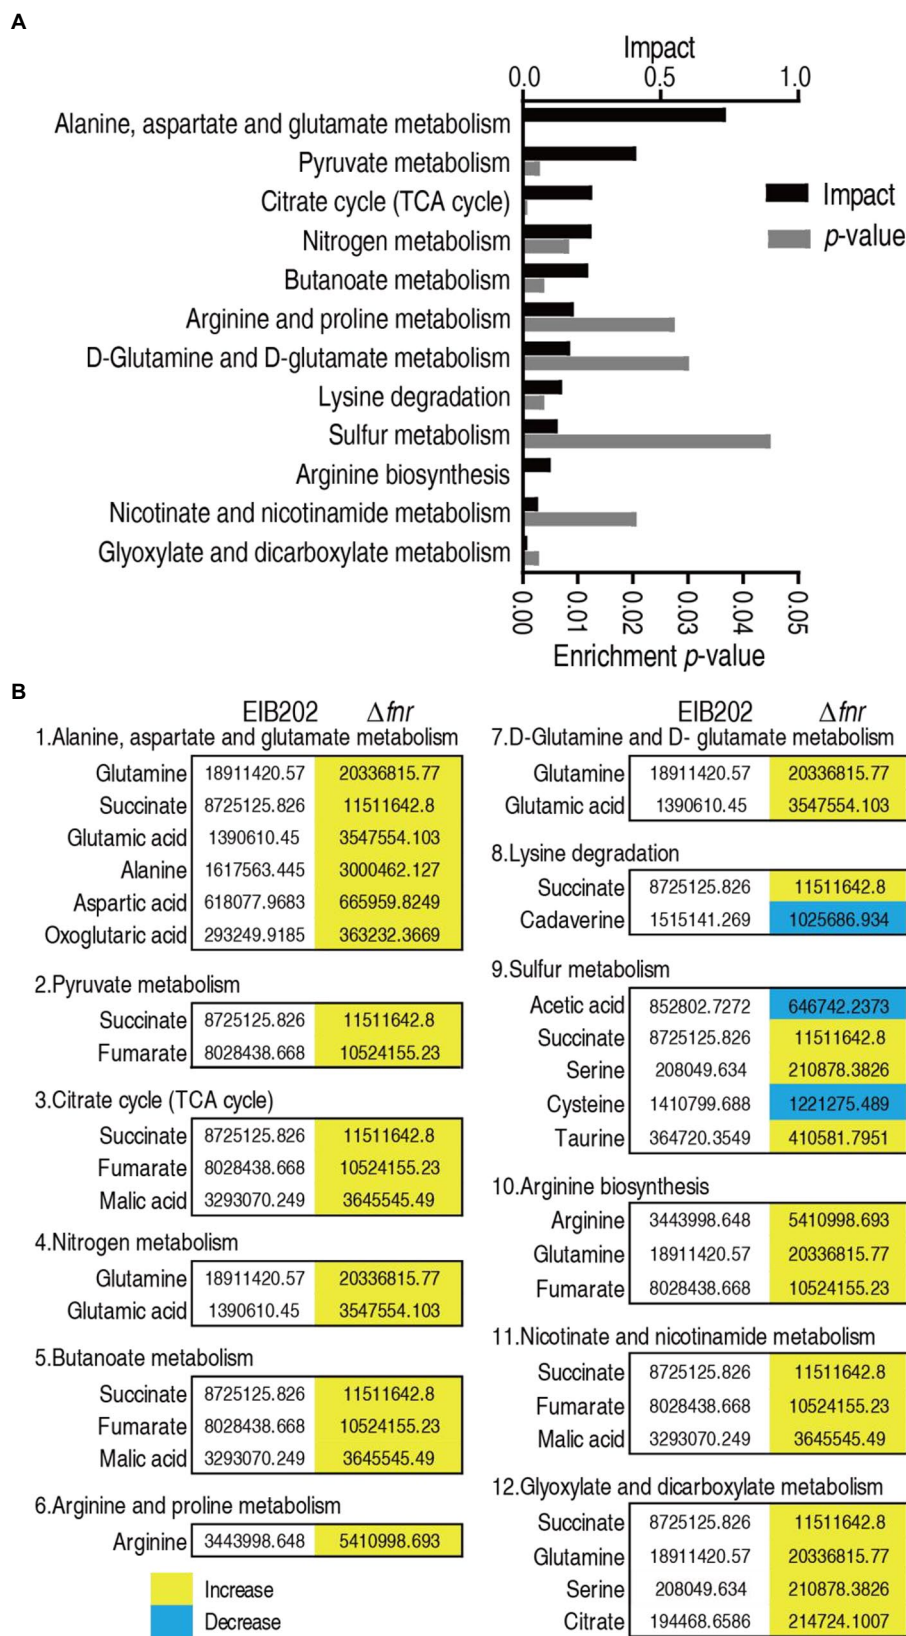 A
Impact
0.0 0.5 1.0
Alanine, aspartate and glutamate metabolism
Pyruvate metabolism
Citrate cycle (TCA cycle)
Nitrogen metabolism
Butanoate metabolism
Arginine and proline metabolism
D-Glutamine and D-glutamate metabolism
Lysine degradation
Sulfur metabolism
Arginine biosynthesis
Nicotinate and nicotinamide metabolism
Glyoxylate and dicarboxylate metabolism
Impact
p-value
0.00 0.01 0.02 0.03 0.04 0.05
Enrichment p-value
B
EIB202 Δfnr
1.Alanine, aspartate and glutamate metabolism
Glutamine 18911420.57 20336815.77
Succinate 8725125.826 11511642.8
Glutamic acid 1390610.45 3547554.103
Alanine 1617563.445 3000462.127
Aspartic acid 618077.9683 665959.8249
Oxoglutaric acid 293249.9185 363232.3669
2.Pyruvate metabolism
Succinate 8725125.826 11511642.8
Fumarate 8028438.668 10524155.23
3.Citrate cycle (TCA cycle)
Succinate 8725125.826 11511642.8
Fumarate 8028438.668 10524155.23
Malic acid 3293070.249 3645545.49
4.Nitrogen metabolism
Glutamine 18911420.57 20336815.77
Glutamic acid 1390610.45 3547554.103
5.Butanoate metabolism
Succinate 8725125.826 11511642.8
Fumarate 8028438.668 10524155.23
Malic acid 3293070.249 3645545.49
6.Arginine and proline metabolism
Arginine 3443998.648 5410998.693
Increase
Decrease
EIB202 Δfnr
7.D-Glutamine and D- glutamate metabolism
Glutamine 18911420.57 20336815.77
Glutamic acid 1390610.45 3547554.103
8.Lysine degradation
Succinate 8725125.826 11511642.8
Cadaverine 1515141.269 1025686.934
9.Sulfur metabolism
Acetic acid 852802.7272 646742.2373
Succinate 8725125.826 11511642.8
Serine 208049.634 210878.3826
Cysteine 1410799.688 1221275.489
Taurine 364720.3549 410581.7951
10.Arginine biosynthesis
Arginine 3443998.648 5410998.693
Glutamine 18911420.57 20336815.77
Fumarate 8028438.668 10524155.23
11.Nicotinate and nicotinamide metabolism
Succinate 8725125.826 11511642.8
Fumarate 8028438.668 10524155.23
Malic acid 3293070.249 3645545.49
12.Glyoxylate and dicarboxylate metabolism
Succinate 8725125.826 11511642.8
Glutamine 18911420.57 20336815.77
Serine 208049.634 210878.3826
Citrate 194468.6586 214724.1007